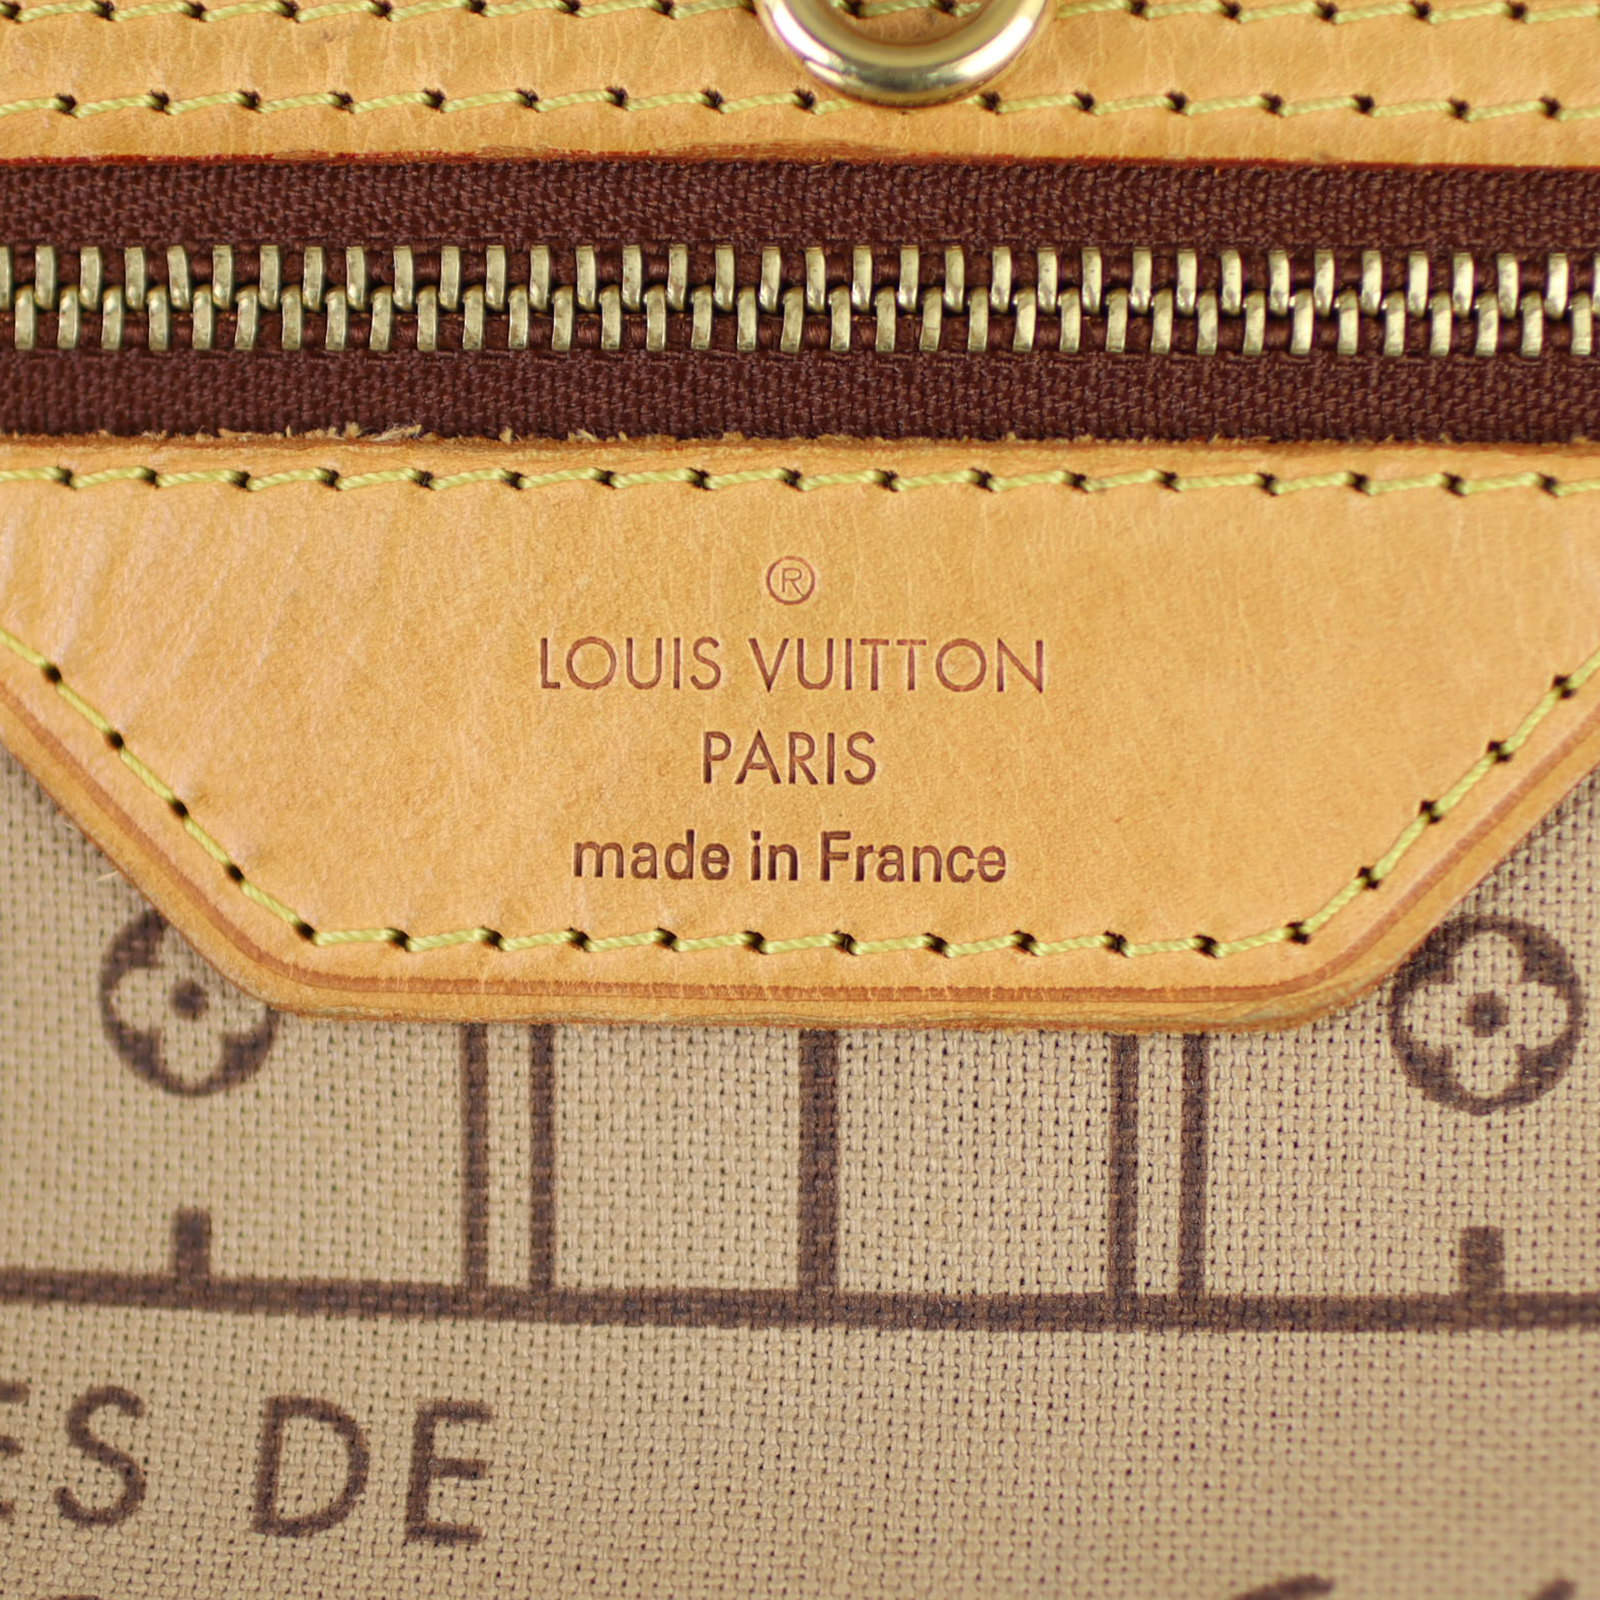 ®
LOUIS VUITTON
PARIS
made in France
ES DE